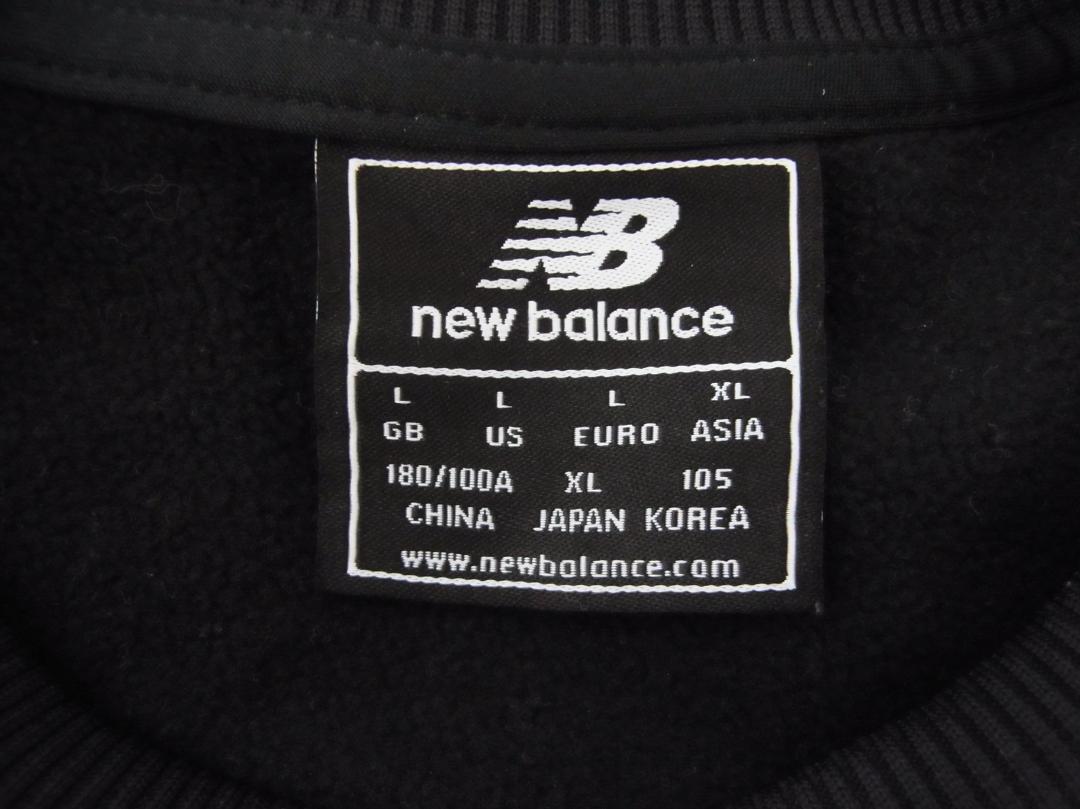 NB
new balance
L L L XL
GB US EURO ASIA
180/100A XL 105
CHINA JAPAN KOREA
www.newbalance.com